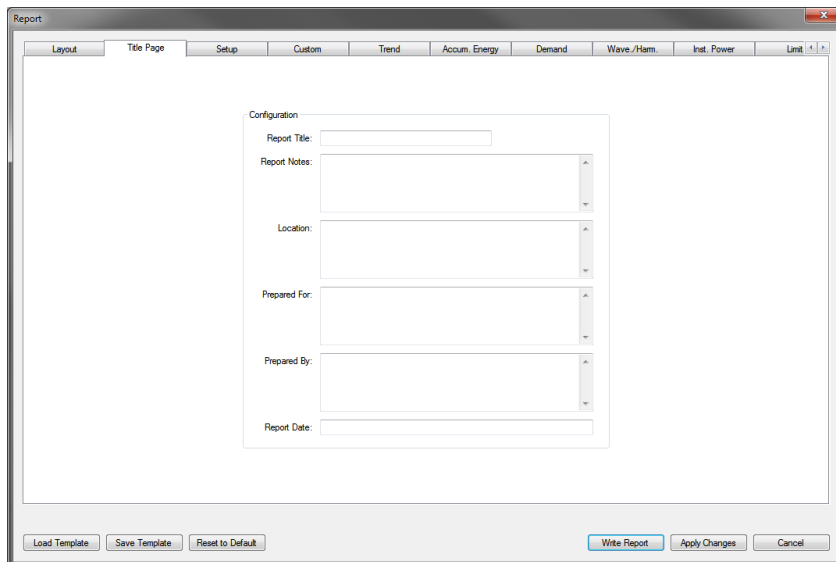 Report
Layout Title Page Setup Custom Trend Accum. Energy Demand Wave./Harm. Inst. Power Limit
Configuration
Report Title:
Report Notes:
Location:
Prepared For:
Prepared By:
Report Date:
Load Template Save Template Reset to Default Write Report Apply Changes Cancel